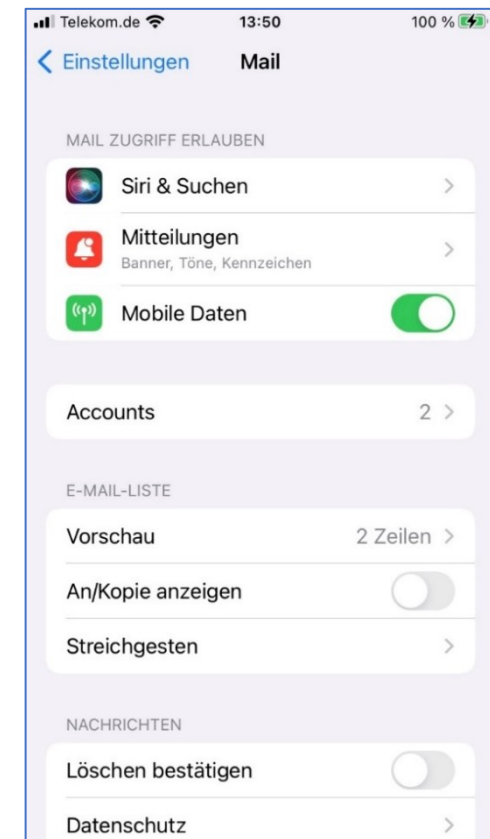 Telekom.de 13:50 100 %
Einstellungen Mail
MAIL ZUGRIFF ERLAUBEN
Siri & Suchen
Mitteilungen
Banner, Töne, Kennzeichen
Mobile Daten
Accounts 2
E-MAIL-LISTE
Vorschau 2 Zeilen
An/Kopie anzeigen
Streichgesten
NACHRICHTEN
Löschen bestätigen
Datenschutz